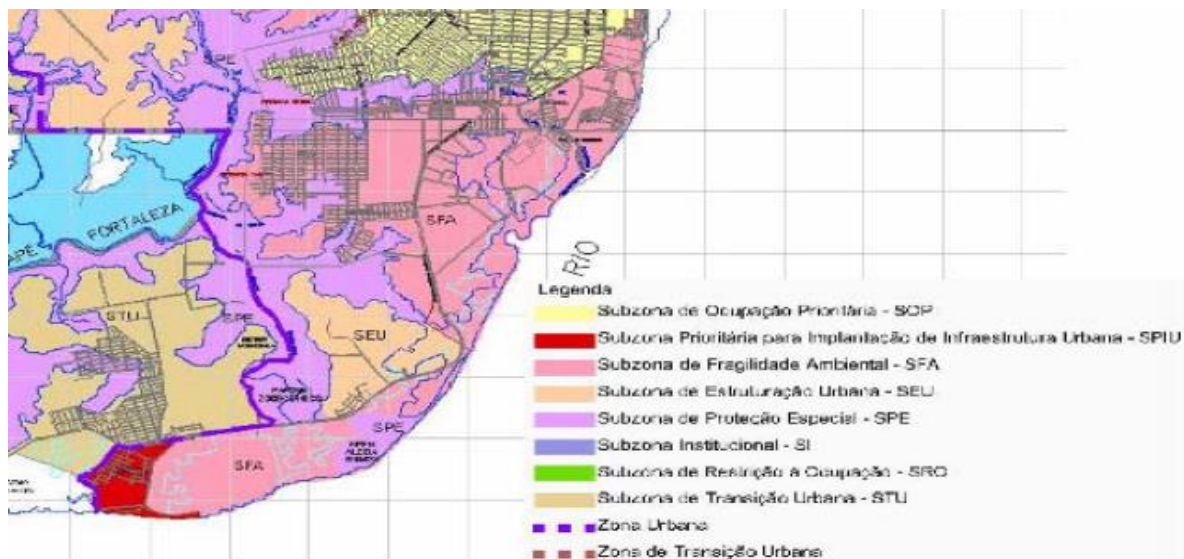 SPE
FORTALEZA
SFA
RIO
STU
SPE
SEU
SPE
SFA
Legenda
Subzona de Ocupação Prioritária - SOP
Subzona Prioritária para Implantação de Infraestrutura Urbana - SPIU
Subzona de Fragilidade Ambiental - SFA
Subzona de Estruturação Urbana - SEU
Subzona de Proteção Especial - SPE
Subzona Institucional - SI
Subzona de Restrição à Ocupação - SRO
Subzona de Transição Urbana - STU
Zona Urbana
Zona de Transição Urbana